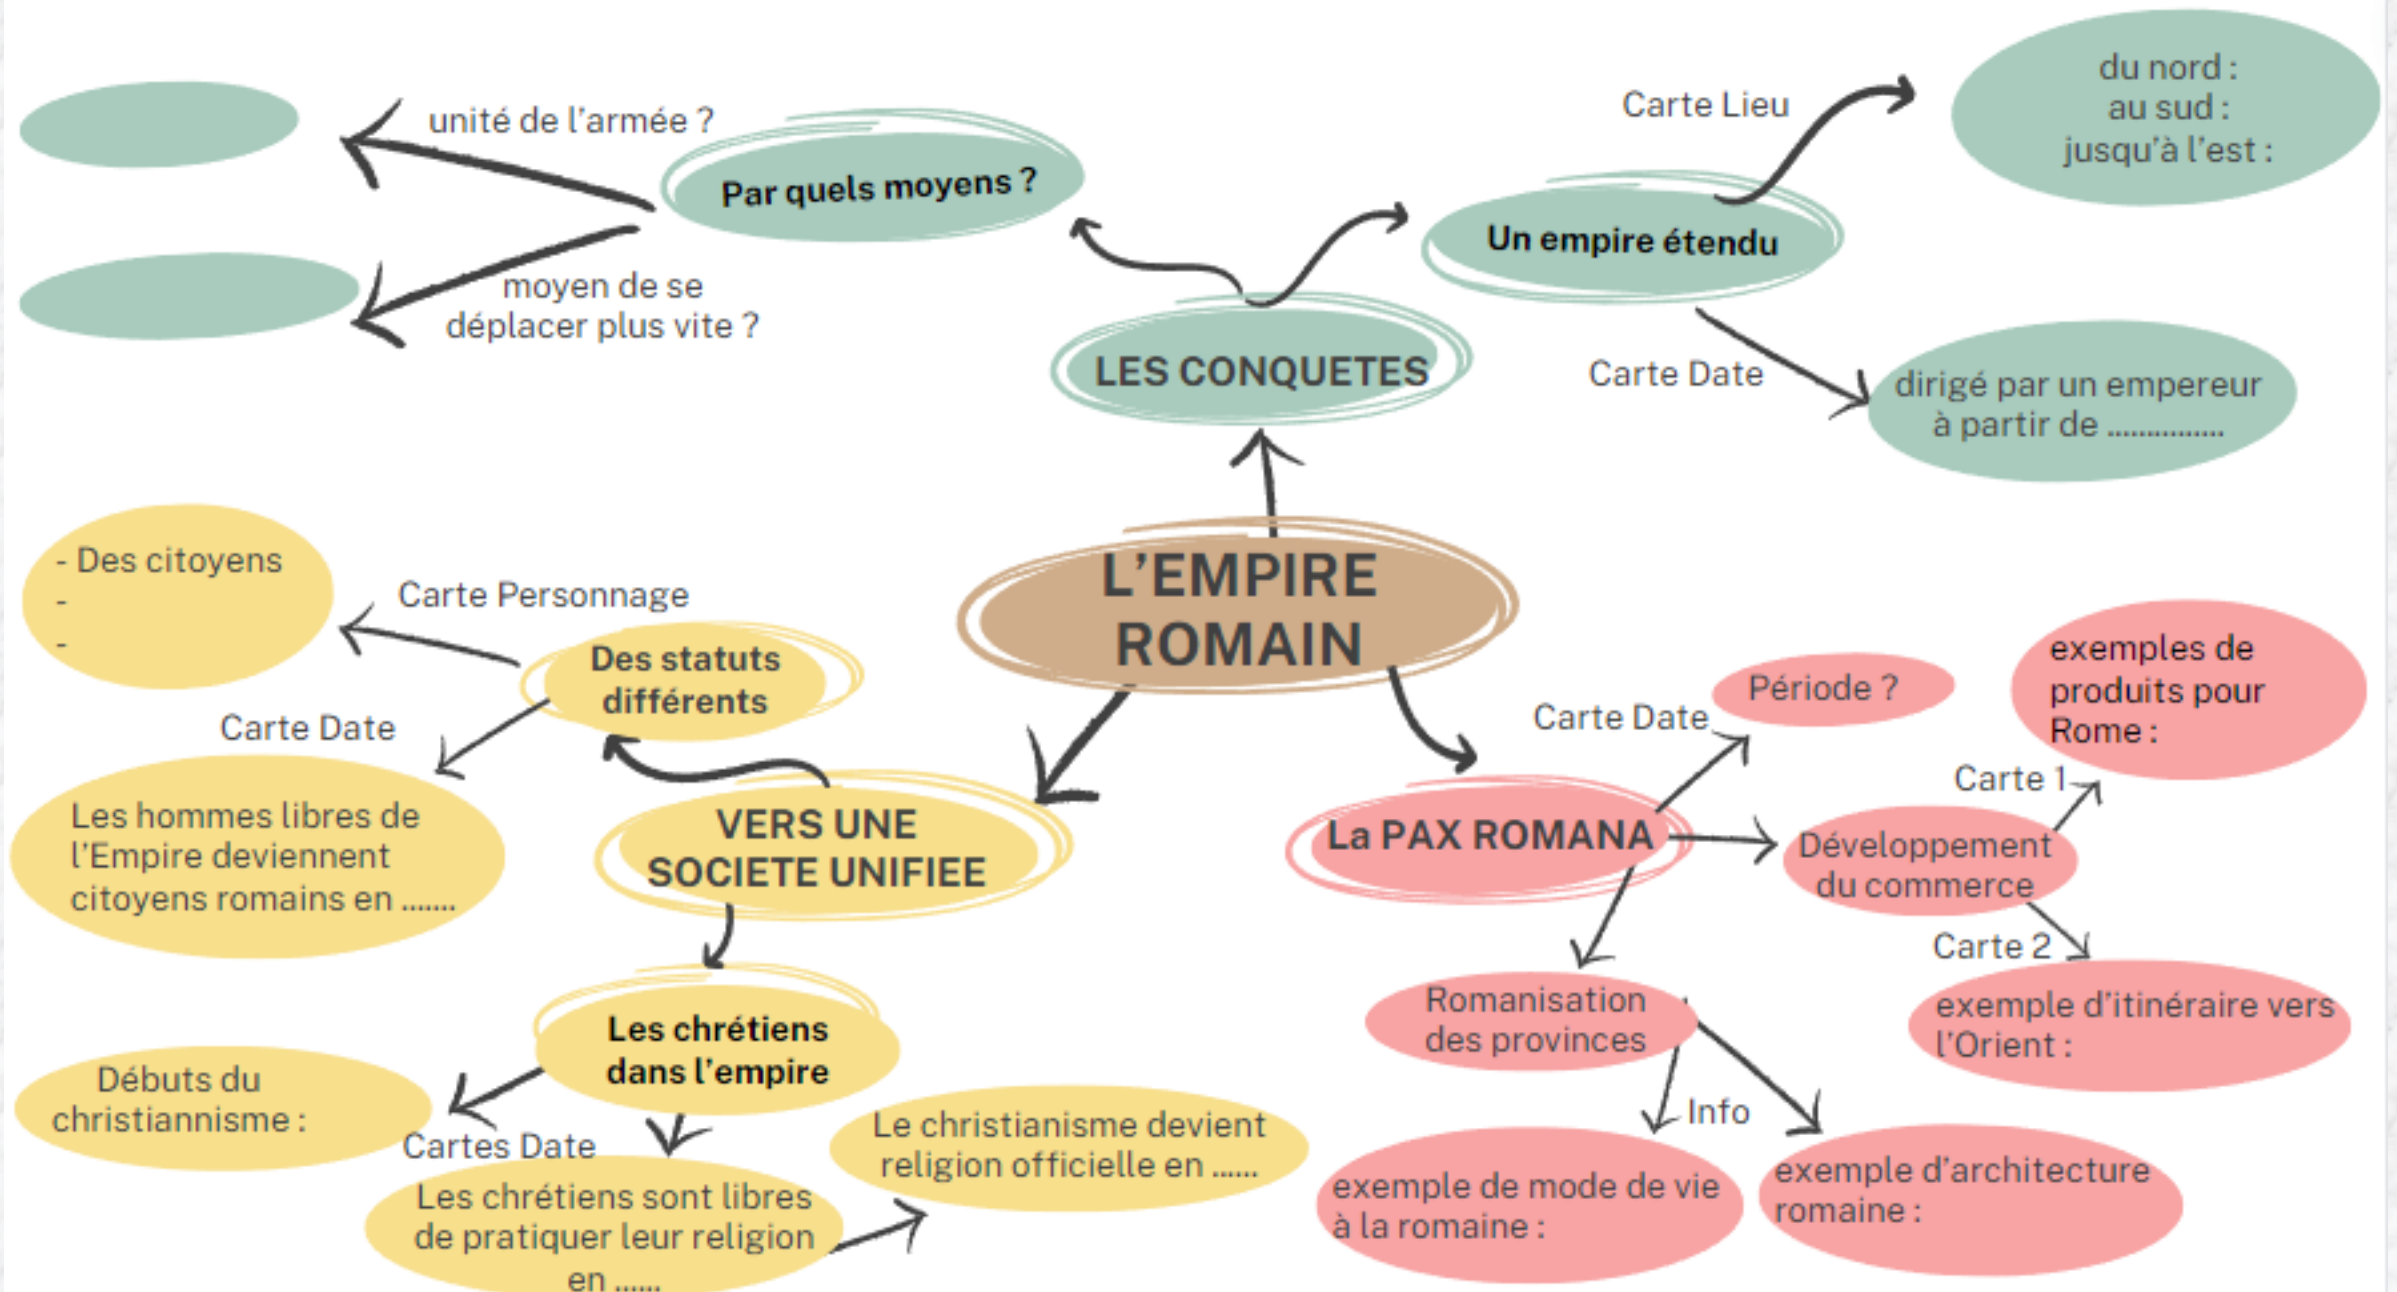 unité de l'armée ?
Par quels moyens ?
moyen de se
déplacer plus vite ?
Carte Lieu
du nord :
au sud :
jusqu'à l'est :
Un empire étendu
Carte Date
dirigé par un empereur
à partir de ...............
LES CONQUETES
L'EMPIRE
ROMAIN
- Des citoyens
-
-
Carte Personnage
Des statuts
différents
Carte Date
Les hommes libres de
l'Empire deviennent
citoyens romains en .......
VERS UNE
SOCIETE UNIFIEE
Les chrétiens
dans l'empire
Débuts du
christiannisme :
Cartes Date
Les chrétiens sont libres
de pratiquer leur religion
en ......
Le christianisme devient
religion officielle en ......
La PAX ROMANA
Carte Date
Période ?
Développement
du commerce
Carte 1
exemples de
produits pour
Rome :
Carte 2
exemple d'itinéraire vers
l'Orient :
Romanisation
des provinces
Info
exemple de mode de vie
à la romaine :
exemple d'architecture
romaine :